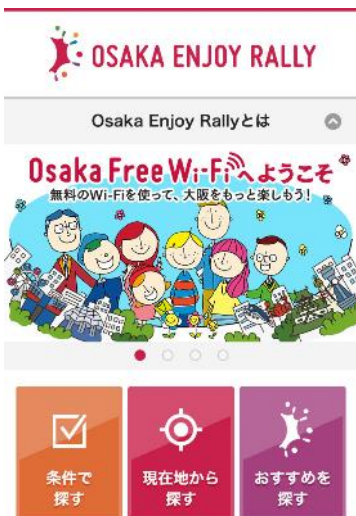 OSAKA ENJOY RALLY
Osaka Enjoy Rallyとは
Osaka Free Wi-Fiへようこそ
無料のWi-Fiを使って、大阪をもっと楽しもう!
条件で
探す
現在地から
探す
おすすめを
探す